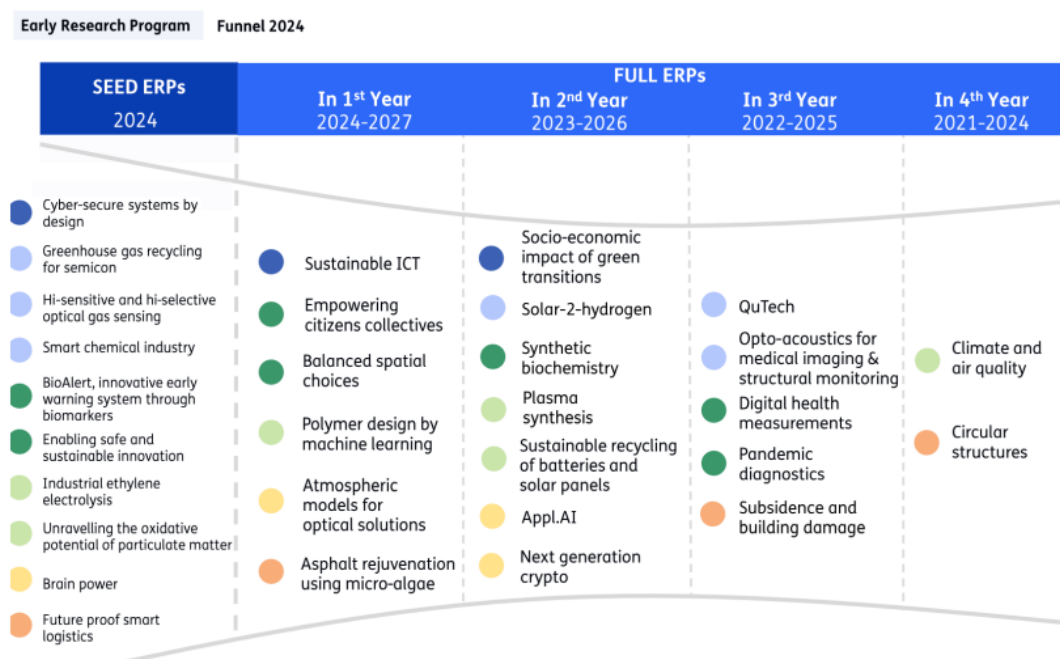 Early Research Program
Funnel 2024
SEED ERPs
2024
FULL ERPs
In 1st Year
2024-2027
In 2nd Year
2023-2026
In 3rd Year
2022-2025
In 4th Year
2021-2024
Cyber-secure systems by
design
Greenhouse gas recycling
for semicon
Hi-sensitive and hi-selective
optical gas sensing
Smart chemical industry
BioAlert, innovative early
warning system through
biomarkers
Enabling safe and
sustainable innovation
Industrial ethylene
electrolysis
Unravelling the oxidative
potential of particulate matter
Brain power
Future proof smart
logistics
Sustainable ICT
Empowering
citizens collectives
Balanced spatial
choices
Polymer design by
machine learning
Atmospheric
models for
optical solutions
Asphalt rejuvenation
using micro-algae
Socio-economic
impact of green
transitions
Solar-2-hydrogen
Synthetic
biochemistry
Plasma
synthesis
Sustainable recycling
of batteries and
solar panels
Appl.AI
Next generation
crypto
QuTech
Opto-acoustics for
medical imaging &
structural monitoring
Digital health
measurements
Pandemic
diagnostics
Subsidence and
building damage
Climate and
air quality
Circular
structures